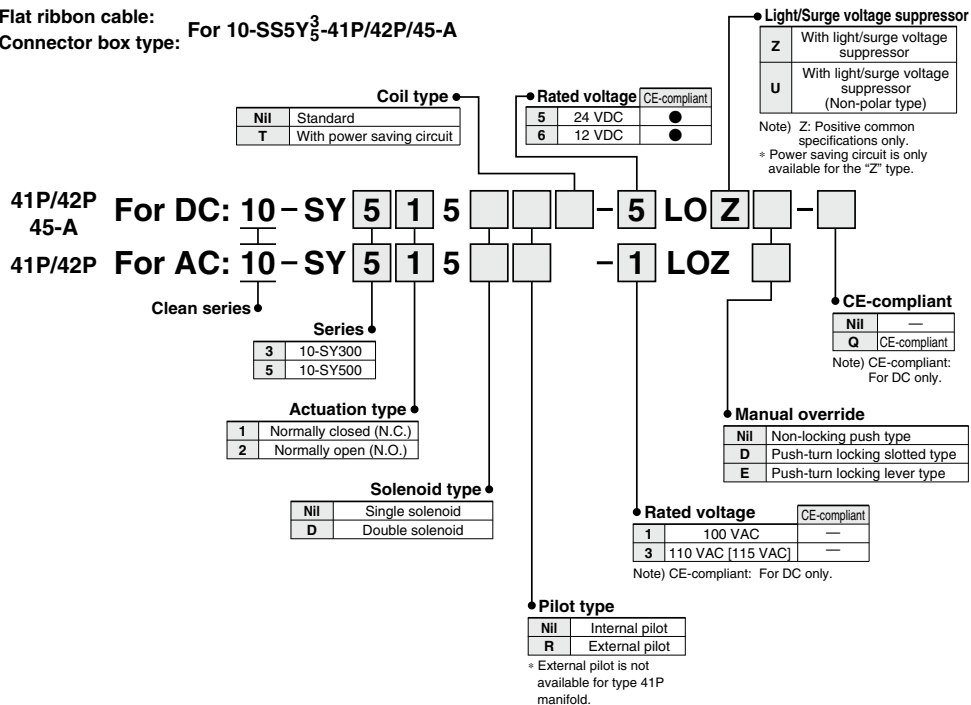 Flat ribbon cable:
Connector box type:
For 10-SS5Y3/5-41P/42P/45-A
Light/Surge voltage suppressor
Z With light/surge voltage suppressor
U With light/surge voltage suppressor (Non-polar type)
Note) Z: Positive common
specifications only.
* Power saving circuit is only
available for the "Z" type.
Coil type
Nil Standard
T With power saving circuit
Rated voltage CE-compliant
5 24 VDC ●
6 12 VDC ●
41P/42P
45-A
For DC: 10-SY 5 1 5 - 5 LO Z -
41P/42P For AC: 10-SY 5 1 5 - 1 LOZ
Clean series
Series
3 10-SY300
5 10-SY500
Actuation type
1 Normally closed (N.C.)
2 Normally open (N.O.)
Solenoid type
Nil Single solenoid
D Double solenoid
CE-compliant
Nil —
Q CE-compliant
Note) CE-compliant:
For DC only.
Manual override
Nil Non-locking push type
D Push-turn locking slotted type
E Push-turn locking lever type
Rated voltage CE-compliant
1 100 VAC —
3 110 VAC [115 VAC] —
Note) CE-compliant: For DC only.
Pilot type
Nil Internal pilot
R External pilot
* External pilot is not
available for type 41P
manifold.